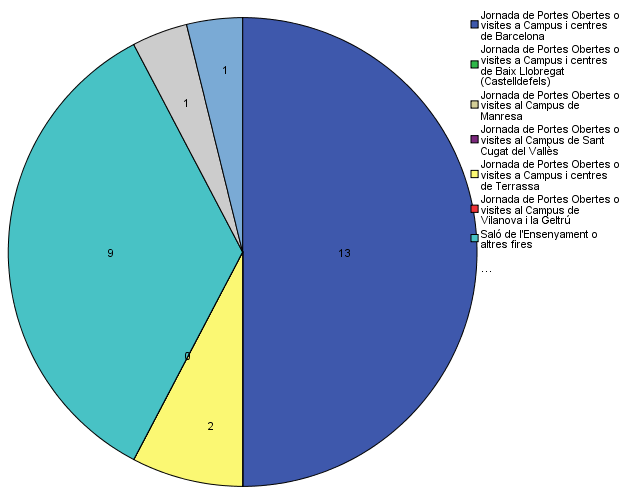 Jornada de Portes Obertes o
visites a Campus i centres
de Barcelona
Jornada de Portes Obertes o
visites a Campus i centres
de Baix Llobregat
(Castelldefels)
Jornada de Portes Obertes o
visites al Campus de
Manresa
Jornada de Portes Obertes o
visites al Campus de Sant
Cugat del Vallès
Jornada de Portes Obertes o
visites a Campus i centres
de Terrassa
Jornada de Portes Obertes o
visites al Campus de
Vilanova i la Geltrú
Saló de l'Ensenyament o
altres fires
...
1
1
9
13
0
2